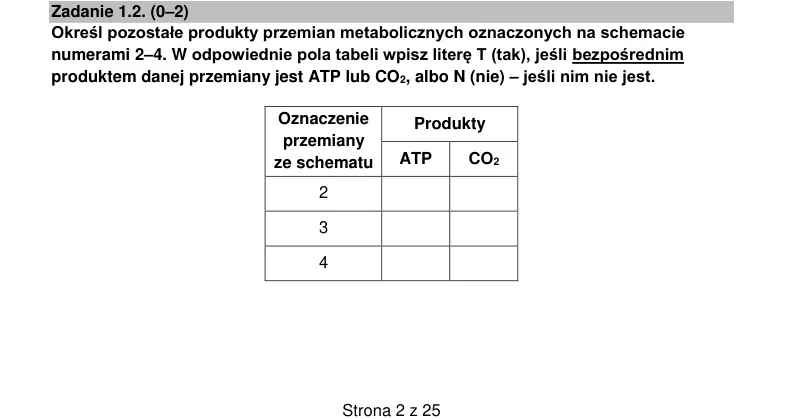 Zadanie 1.2. (0–2)
Określ pozostałe produkty przemian metabolicznych oznaczonych na schemacie
numerami 2–4. W odpowiednie pola tabeli wpisz literę T (tak), jeśli bezpośrednim
produktem danej przemiany jest ATP lub CO₂, albo N (nie) – jeśli nim nie jest.
Oznaczenie
przemiany
ze schematu
Produkty
ATP CO₂
2
3
4
Strona 2 z 25